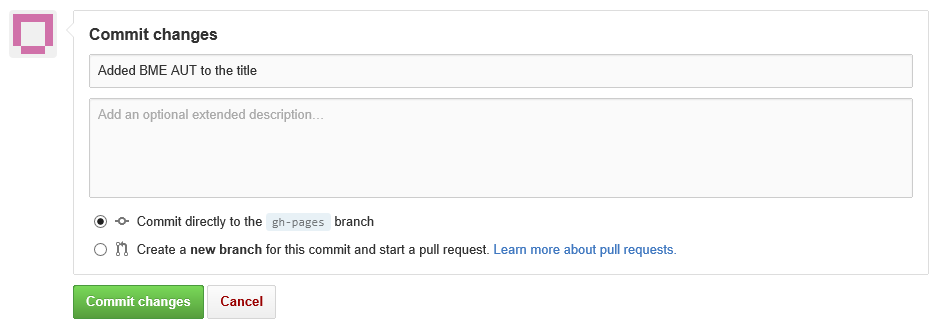 Commit changes
Added BME AUT to the title
Add an optional extended description…
Commit directly to the gh-pages branch
Create a new branch for this commit and start a pull request. Learn more about pull requests.
Commit changes Cancel